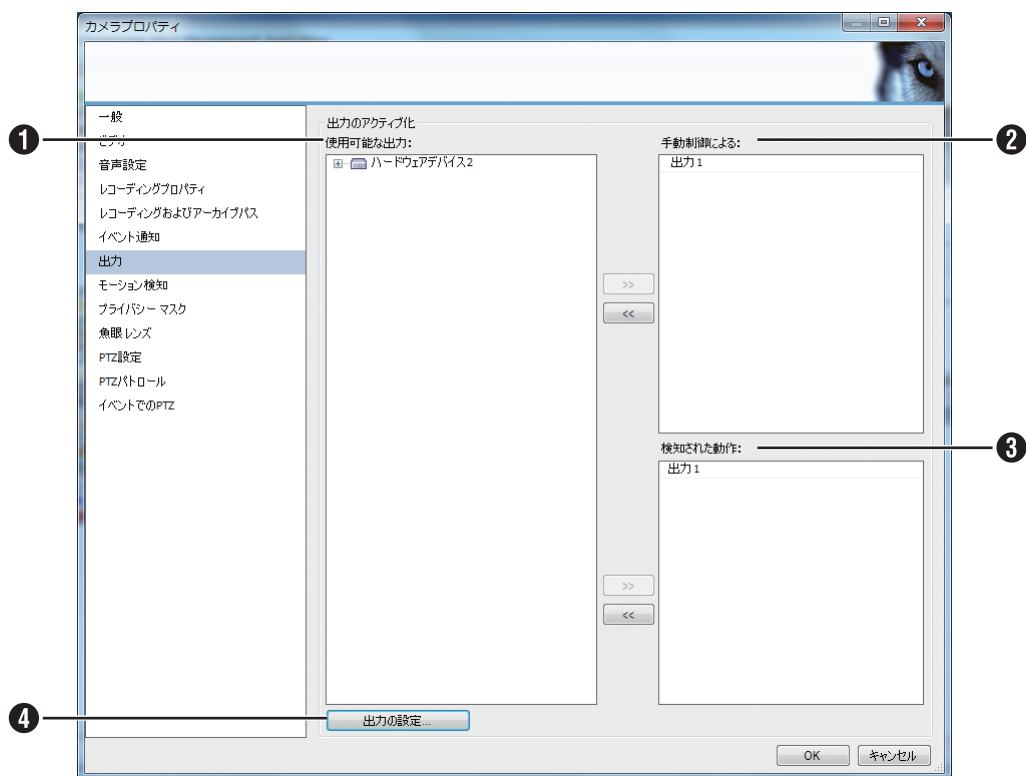 カメラプロパティ
一般
音声設定
レコーディングプロパティ
レコーディングおよびアーカイブパス
イベント通知
出力
モーション検知
プライバシー マスク
魚眼レンズ
PTZ設定
PTZパトロール
イベントでのPTZ
出力のアクティブ化
❶
使用可能な出力:
ハードウェアデバイス2
>>
<<
手動制御による:
❷
出力1
検知された動作:
❸
出力1
>>
<<
❹
出力の設定...
OK
キャンセル